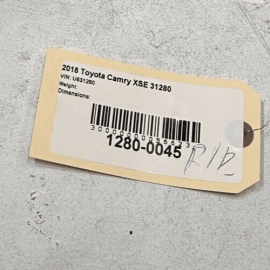 2018 Toyota Camry XSE 31280
VIN: U631280
Weight:
Dimensions:
1280-0045
R/D